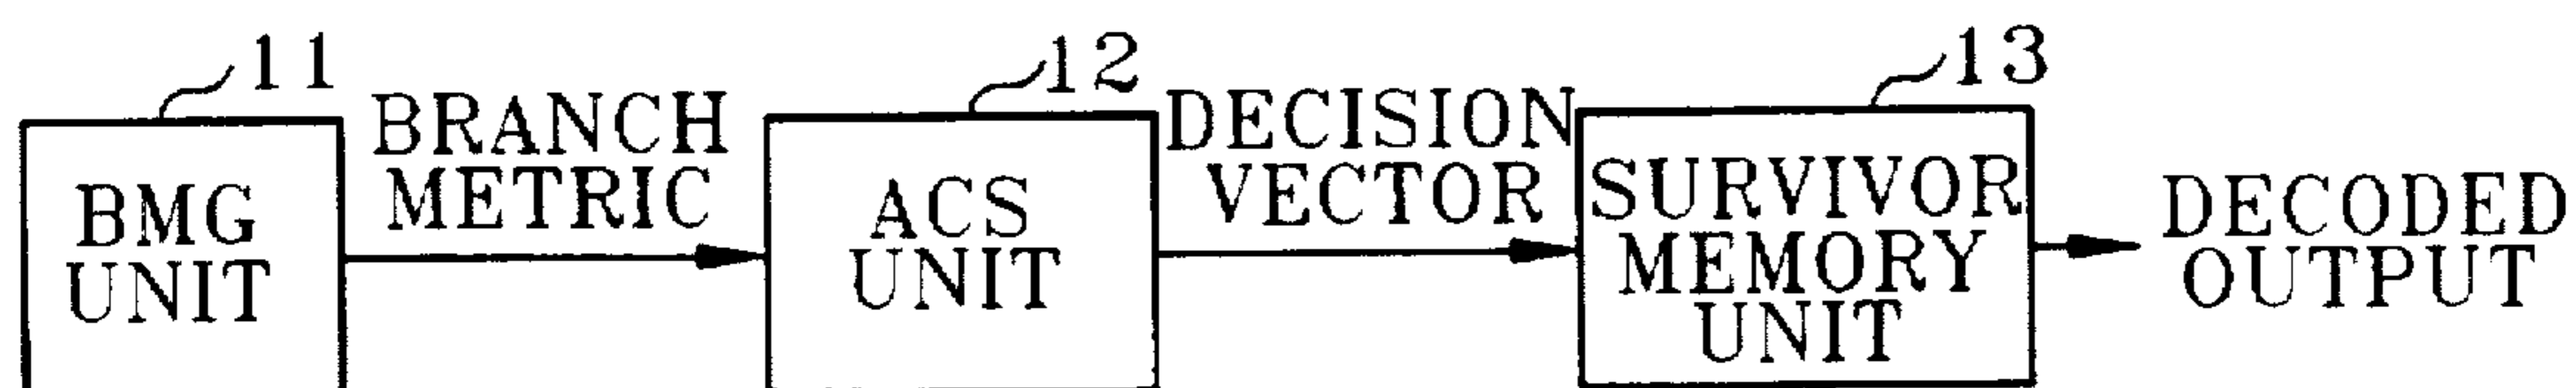 11
12
13
BRANCH
METRIC
DECISION
VECTOR
BMG
UNIT
ACS
UNIT
SURVIVOR
MEMORY
UNIT
DECODED
OUTPUT